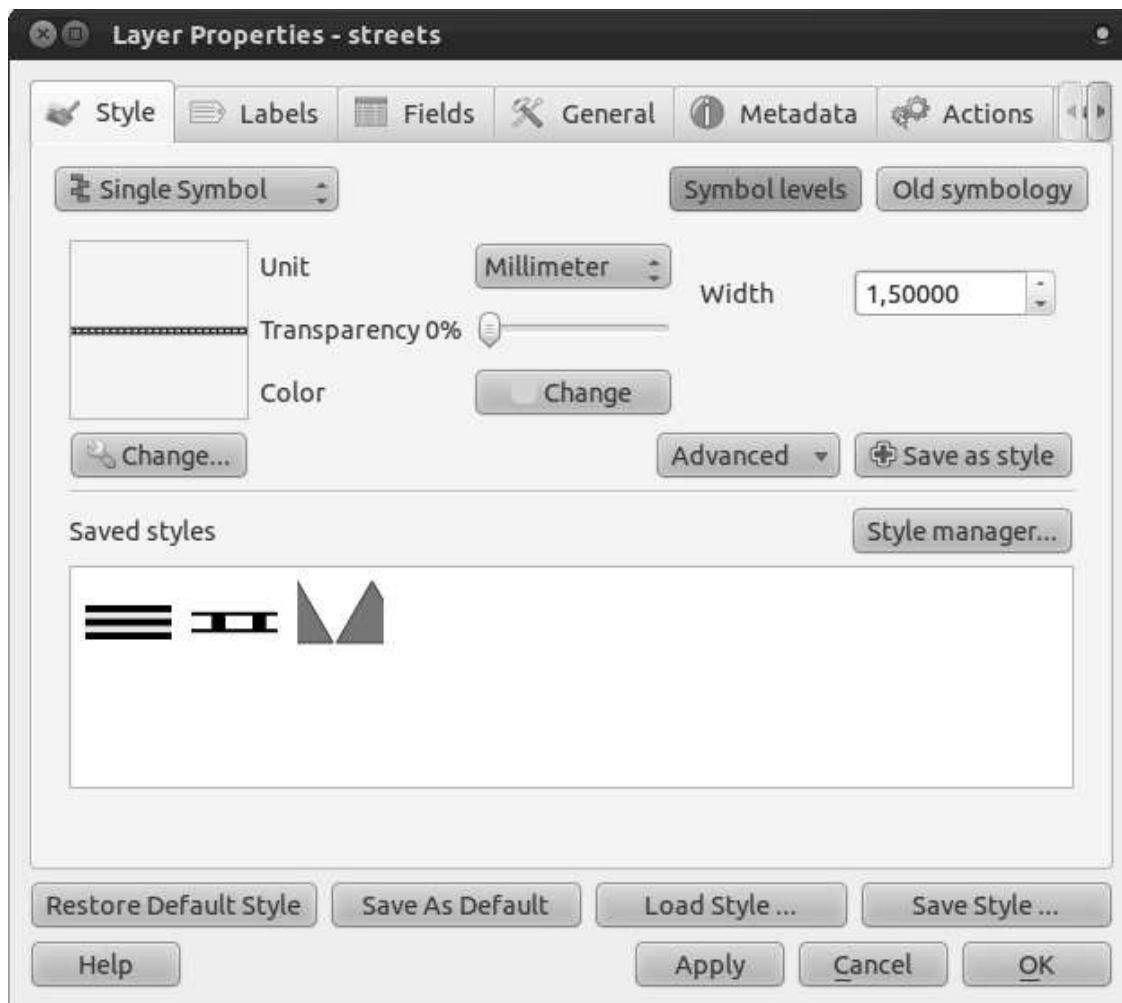 Layer Properties - streets
Style Labels Fields General Metadata Actions
Single Symbol Symbol levels Old symbology
Unit Millimeter
Width 1,50000
Transparency 0%
Color Change
Change... Advanced Save as style
Saved styles Style manager...
Restore Default Style Save As Default Load Style ... Save Style ...
Help Apply Cancel OK